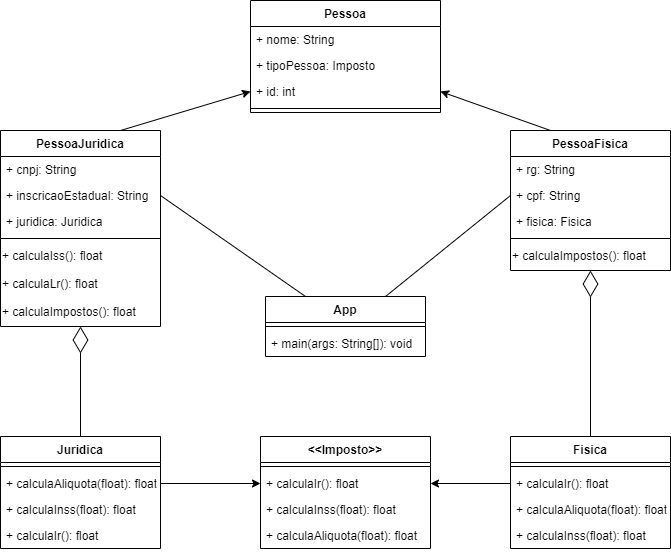 Pessoa
+ nome: String
+ tipoPessoa: Imposto
+ id: int
PessoaJuridica
+ cnpj: String
+ inscricaoEstadual: String
+ juridica: Juridica
+ calculaIss(): float
+ calculaLr(): float
+ calculaImpostos(): float
PessoaFisica
+ rg: String
+ cpf: String
+ fisica: Fisica
+ calculaImpostos(): float
App
+ main(args: String[]): void
Juridica
+ calculaAliquota(float): float
+ calculaInss(float): float
+ calculaIr(): float
<<Imposto>>
+ calculaIr(): float
+ calculaInss(float): float
+ calculaAliquota(float): float
Fisica
+ calculaIr(): float
+ calculaAliquota(float): float
+ calculaInss(float): float